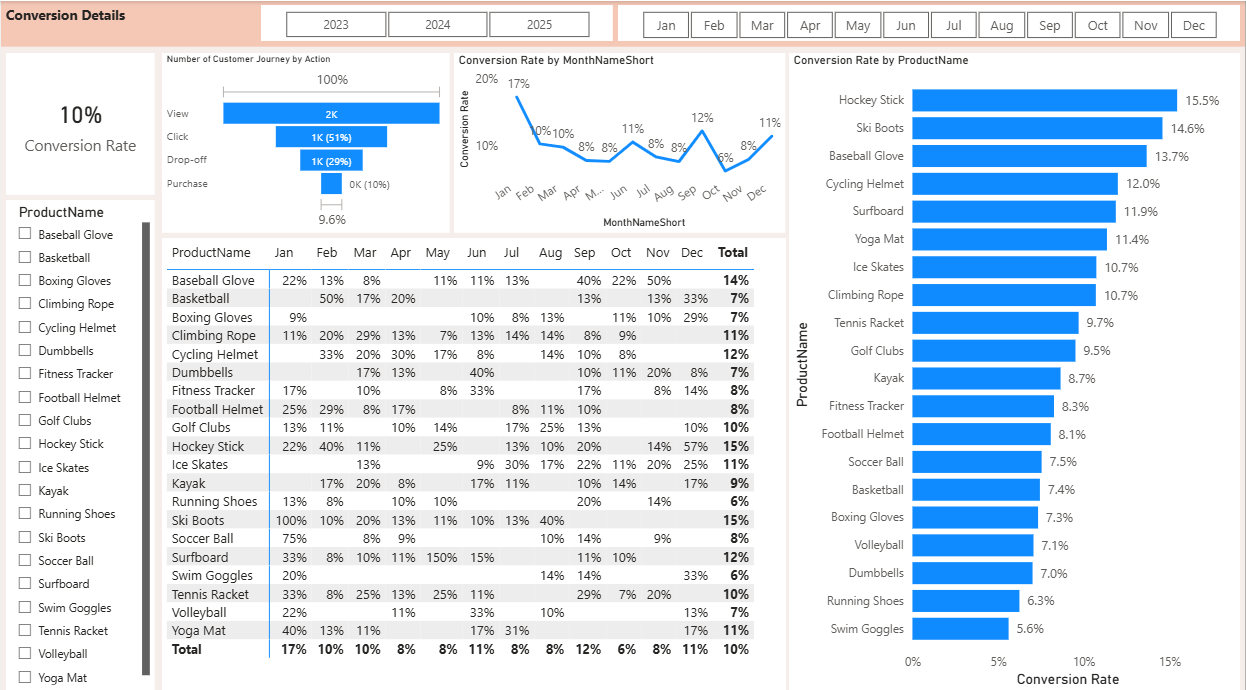 Conversion Details
2023 2024 2025
Jan Feb Mar Apr May Jun Jul Aug Sep Oct Nov Dec
10%
Conversion Rate
ProductName
Baseball Glove
Basketball
Boxing Gloves
Climbing Rope
Cycling Helmet
Dumbbells
Fitness Tracker
Football Helmet
Golf Clubs
Hockey Stick
Ice Skates
Kayak
Running Shoes
Ski Boots
Soccer Ball
Surfboard
Swim Goggles
Tennis Racket
Volleyball
Yoga Mat
Number of Customer Journey by Action
100%
View 2K
Click 1K (51%)
Drop-off 1K (29%)
Purchase 0K (10%)
9.6%
Conversion Rate by MonthNameShort
Conversion Rate
20%
10%
17% 10% 10% 8% 8% 11% 8% 8% 12% 6% 8% 11%
Jan Feb Mar Apr M... Jun Jul Aug Sep Oct Nov Dec
MonthNameShort
ProductName Jan Feb Mar Apr May Jun Jul Aug Sep Oct Nov Dec Total
Baseball Glove 22% 13% 8% 11% 11% 13% 40% 22% 50% 14%
Basketball 50% 17% 20% 13% 13% 33% 7%
Boxing Gloves 9% 10% 8% 13% 11% 10% 29% 7%
Climbing Rope 11% 20% 29% 13% 7% 13% 14% 14% 8% 9% 11%
Cycling Helmet 33% 20% 30% 17% 8% 14% 10% 8% 12%
Dumbbells 17% 13% 40% 10% 11% 20% 8% 7%
Fitness Tracker 17% 10% 8% 33% 17% 8% 14% 8%
Football Helmet 25% 29% 8% 17% 8% 11% 10% 8%
Golf Clubs 13% 11% 10% 14% 17% 25% 13% 10% 10%
Hockey Stick 22% 40% 11% 25% 13% 10% 20% 14% 57% 15%
Ice Skates 13% 9% 30% 17% 22% 11% 20% 25% 11%
Kayak 17% 20% 8% 17% 11% 10% 14% 17% 9%
Running Shoes 13% 8% 10% 10% 20% 14% 6%
Ski Boots 100% 10% 20% 13% 11% 10% 13% 40% 15%
Soccer Ball 75% 8% 9% 10% 14% 9% 8%
Surfboard 33% 8% 10% 11% 150% 15% 11% 10% 12%
Swim Goggles 20% 14% 14% 33% 6%
Tennis Racket 33% 8% 25% 13% 25% 11% 29% 7% 20% 10%
Volleyball 22% 11% 33% 10% 13% 7%
Yoga Mat 40% 13% 11% 17% 31% 17% 11%
Total 17% 10% 10% 8% 8% 11% 8% 8% 12% 6% 8% 11% 10%
Conversion Rate by ProductName
ProductName
Hockey Stick 15.5%
Ski Boots 14.6%
Baseball Glove 13.7%
Cycling Helmet 12.0%
Surfboard 11.9%
Yoga Mat 11.4%
Ice Skates 10.7%
Climbing Rope 10.7%
Tennis Racket 9.7%
Golf Clubs 9.5%
Kayak 8.7%
Fitness Tracker 8.3%
Football Helmet 8.1%
Soccer Ball 7.5%
Basketball 7.4%
Boxing Gloves 7.3%
Volleyball 7.1%
Dumbbells 7.0%
Running Shoes 6.3%
Swim Goggles 5.6%
0% 5% 10% 15%
Conversion Rate